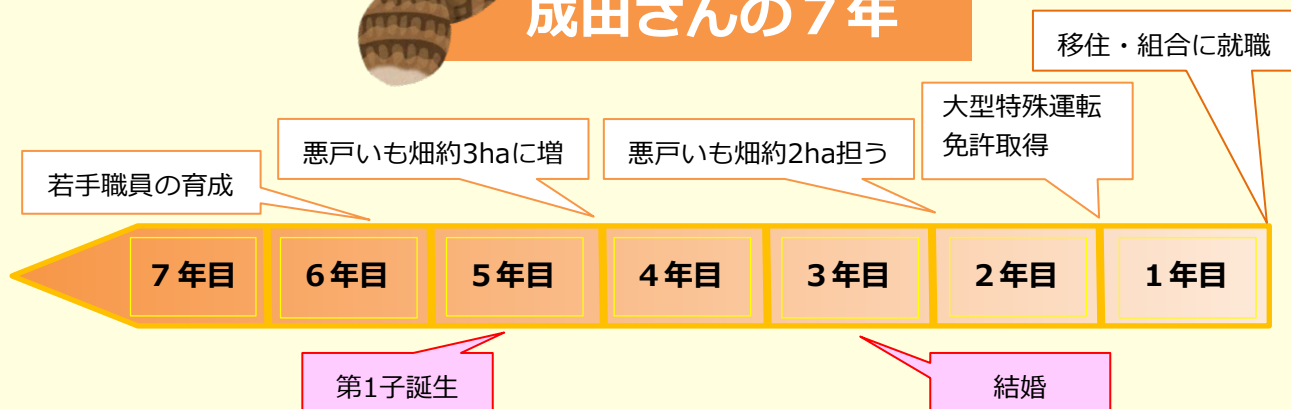 成田さんの７年
移住・組合に就職
大型特殊運転
免許取得
悪戸いも畑約2ha担う
悪戸いも畑約3haに増
若手職員の育成
７年目
６年目
５年目
４年目
３年目
２年目
１年目
第1子誕生
結婚